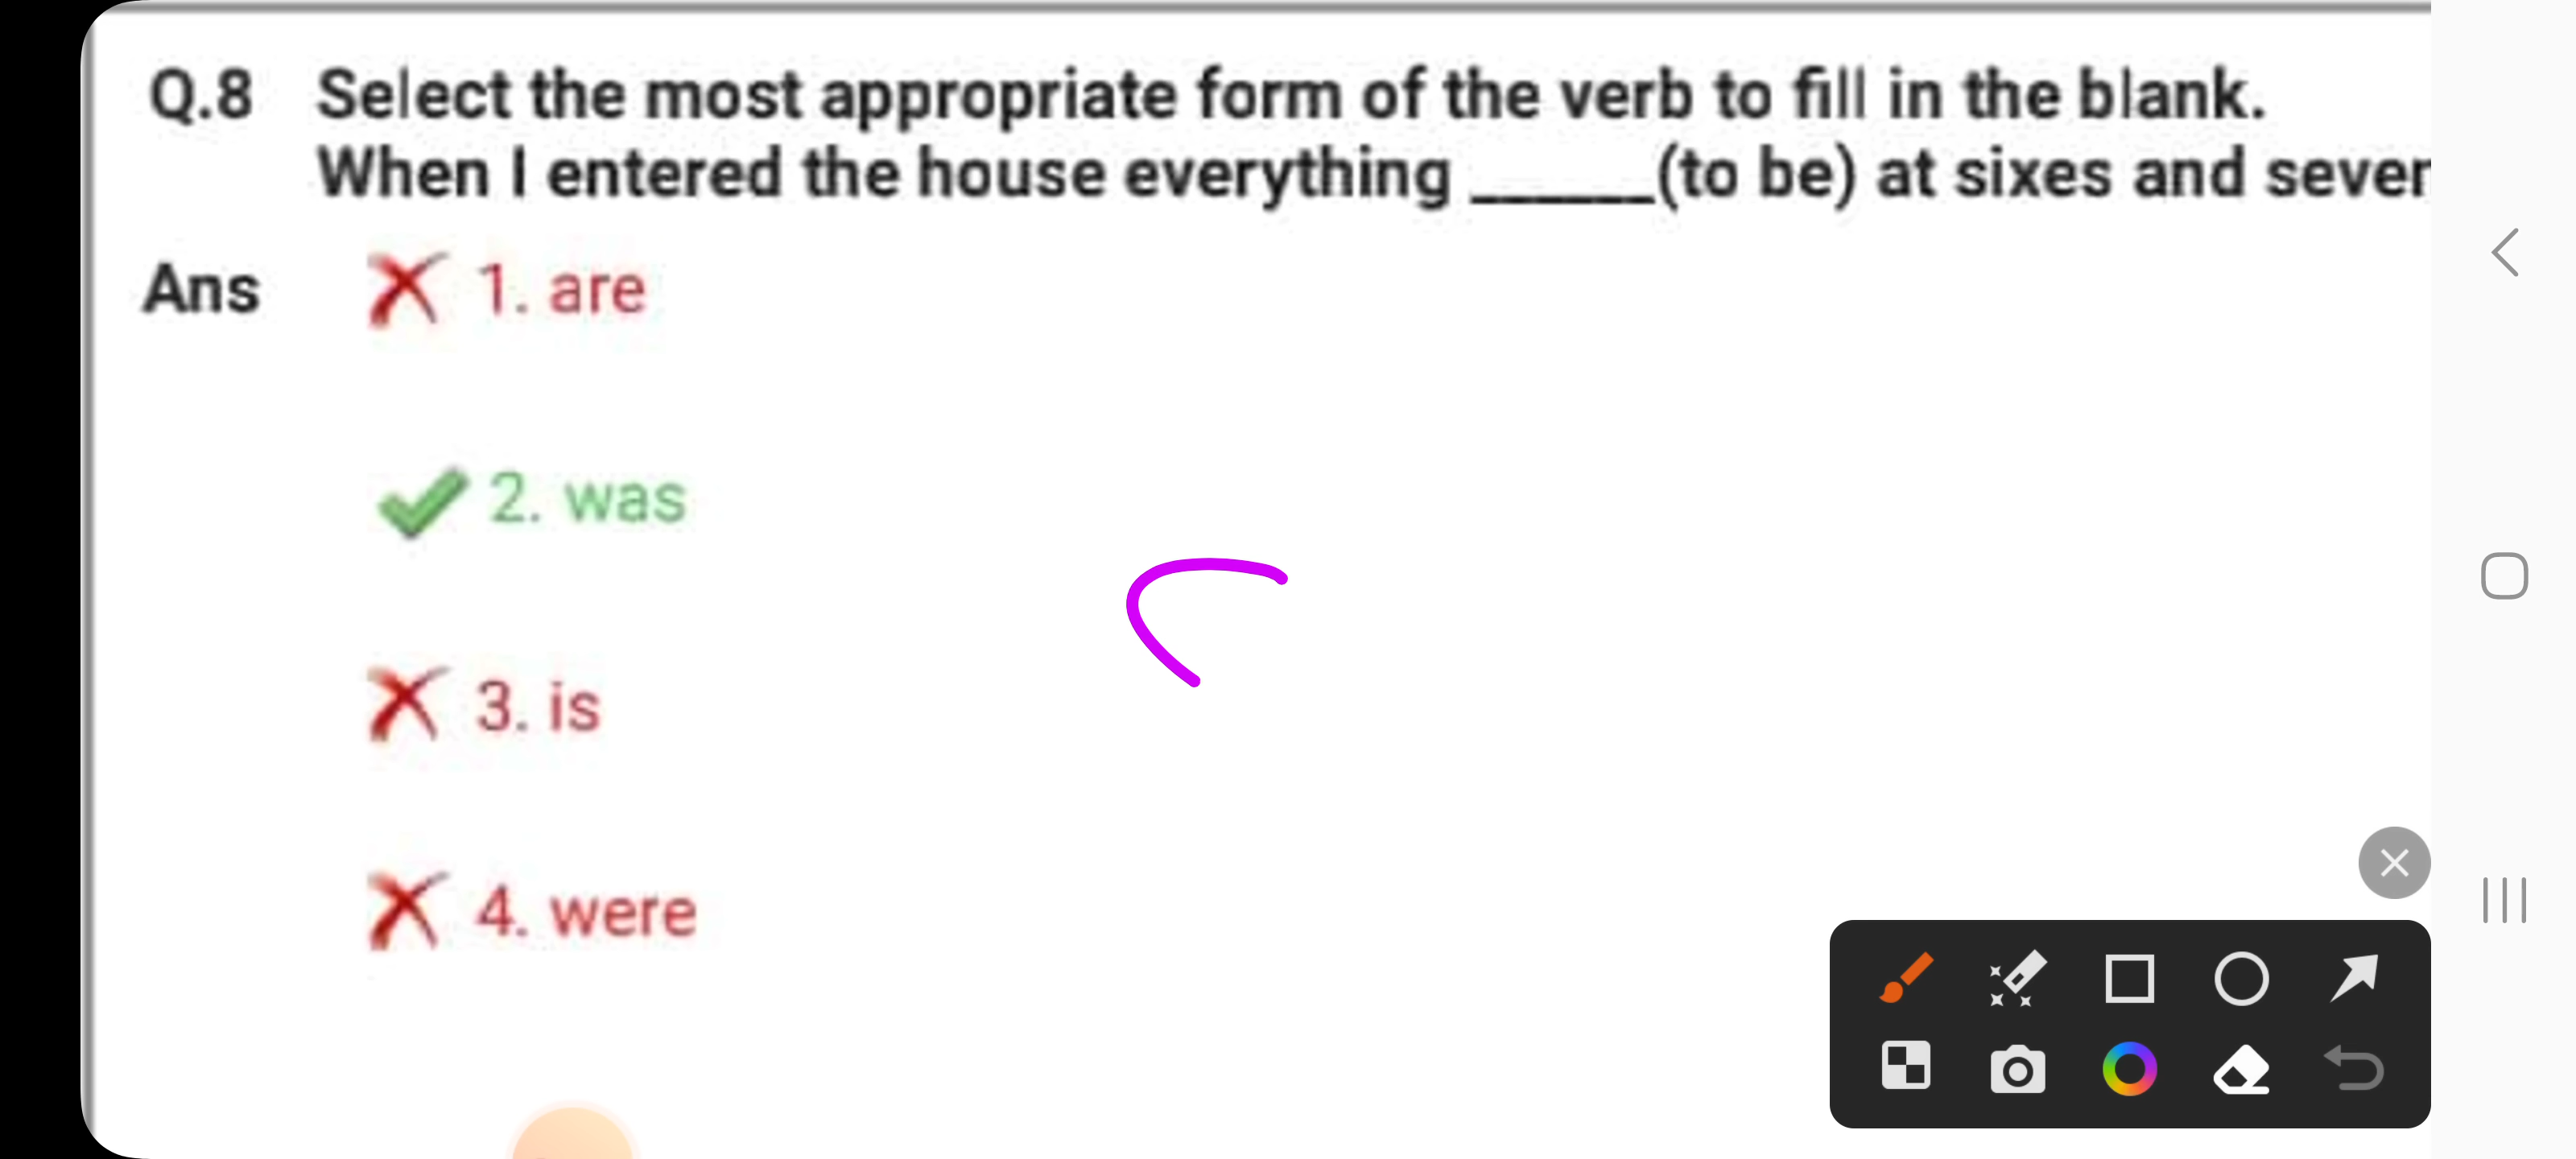 Q.8 Select the most appropriate form of the verb to fill in the blank.
When I entered the house everything ______(to be) at sixes and seven
Ans 1. are
2. was
3. is
4. were